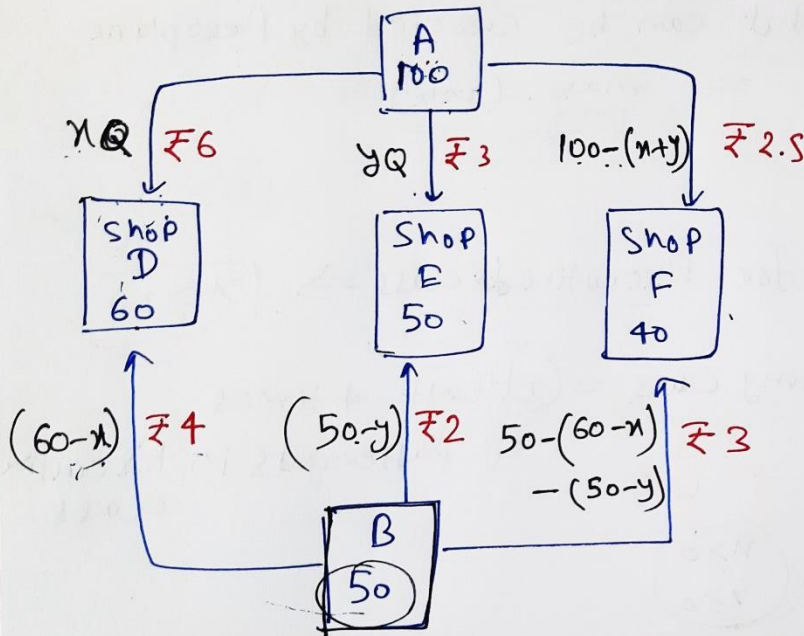 A
100
xQ
₹6
yQ
₹3
100-(x+y)
₹2.5
Shop
D
60
Shop
E
50
Shop
F
40
(60-x)
₹4
(50-y)
₹2
50-(60-x)
-(50-y)
₹3
B
50